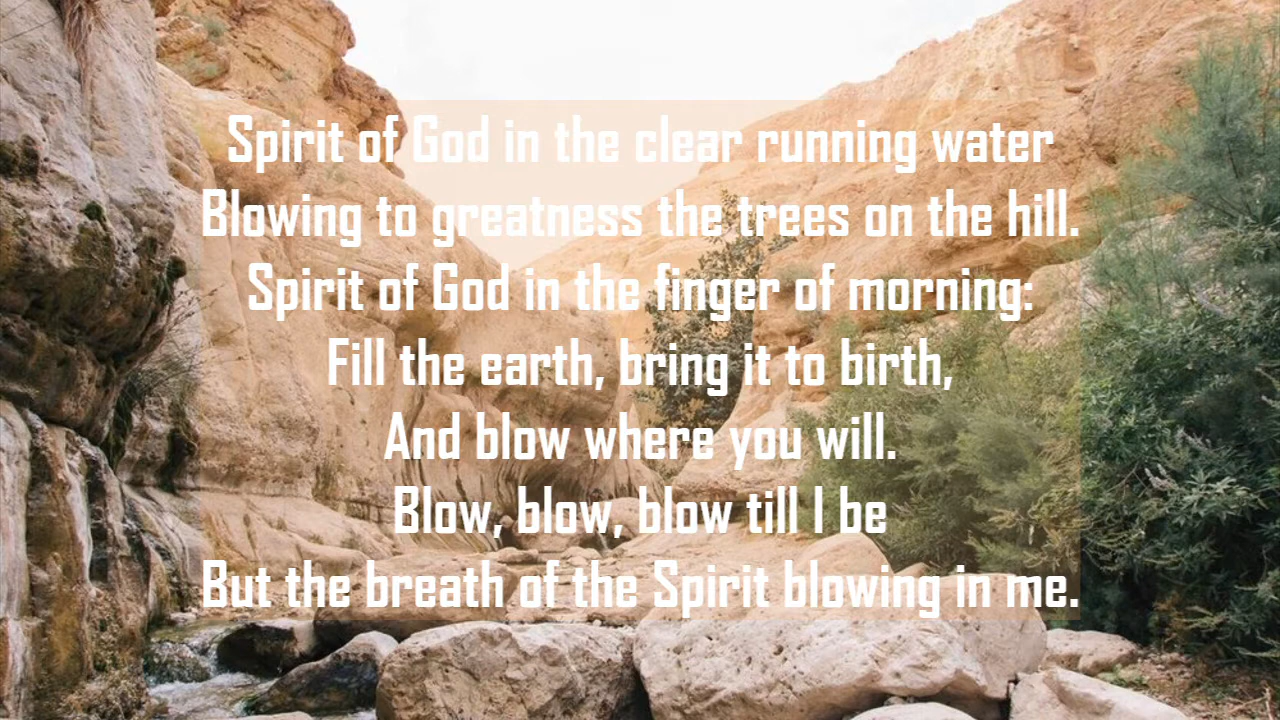 Spirit of God in the clear running water
Blowing to greatness the trees on the hill.
Spirit of God in the finger of morning:
Fill the earth, bring it to birth,
And blow where you will.
Blow, blow, blow till I be
But the breath of the Spirit blowing in me.